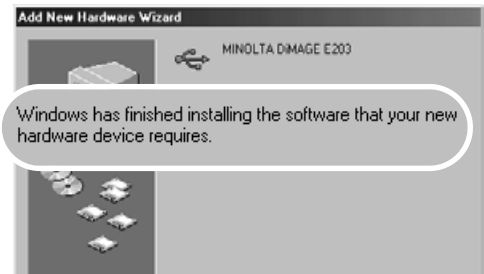 Add New Hardware Wizard
MINOLTA DiMAGE E203
Windows has finished installing the software that your new
hardware device requires.